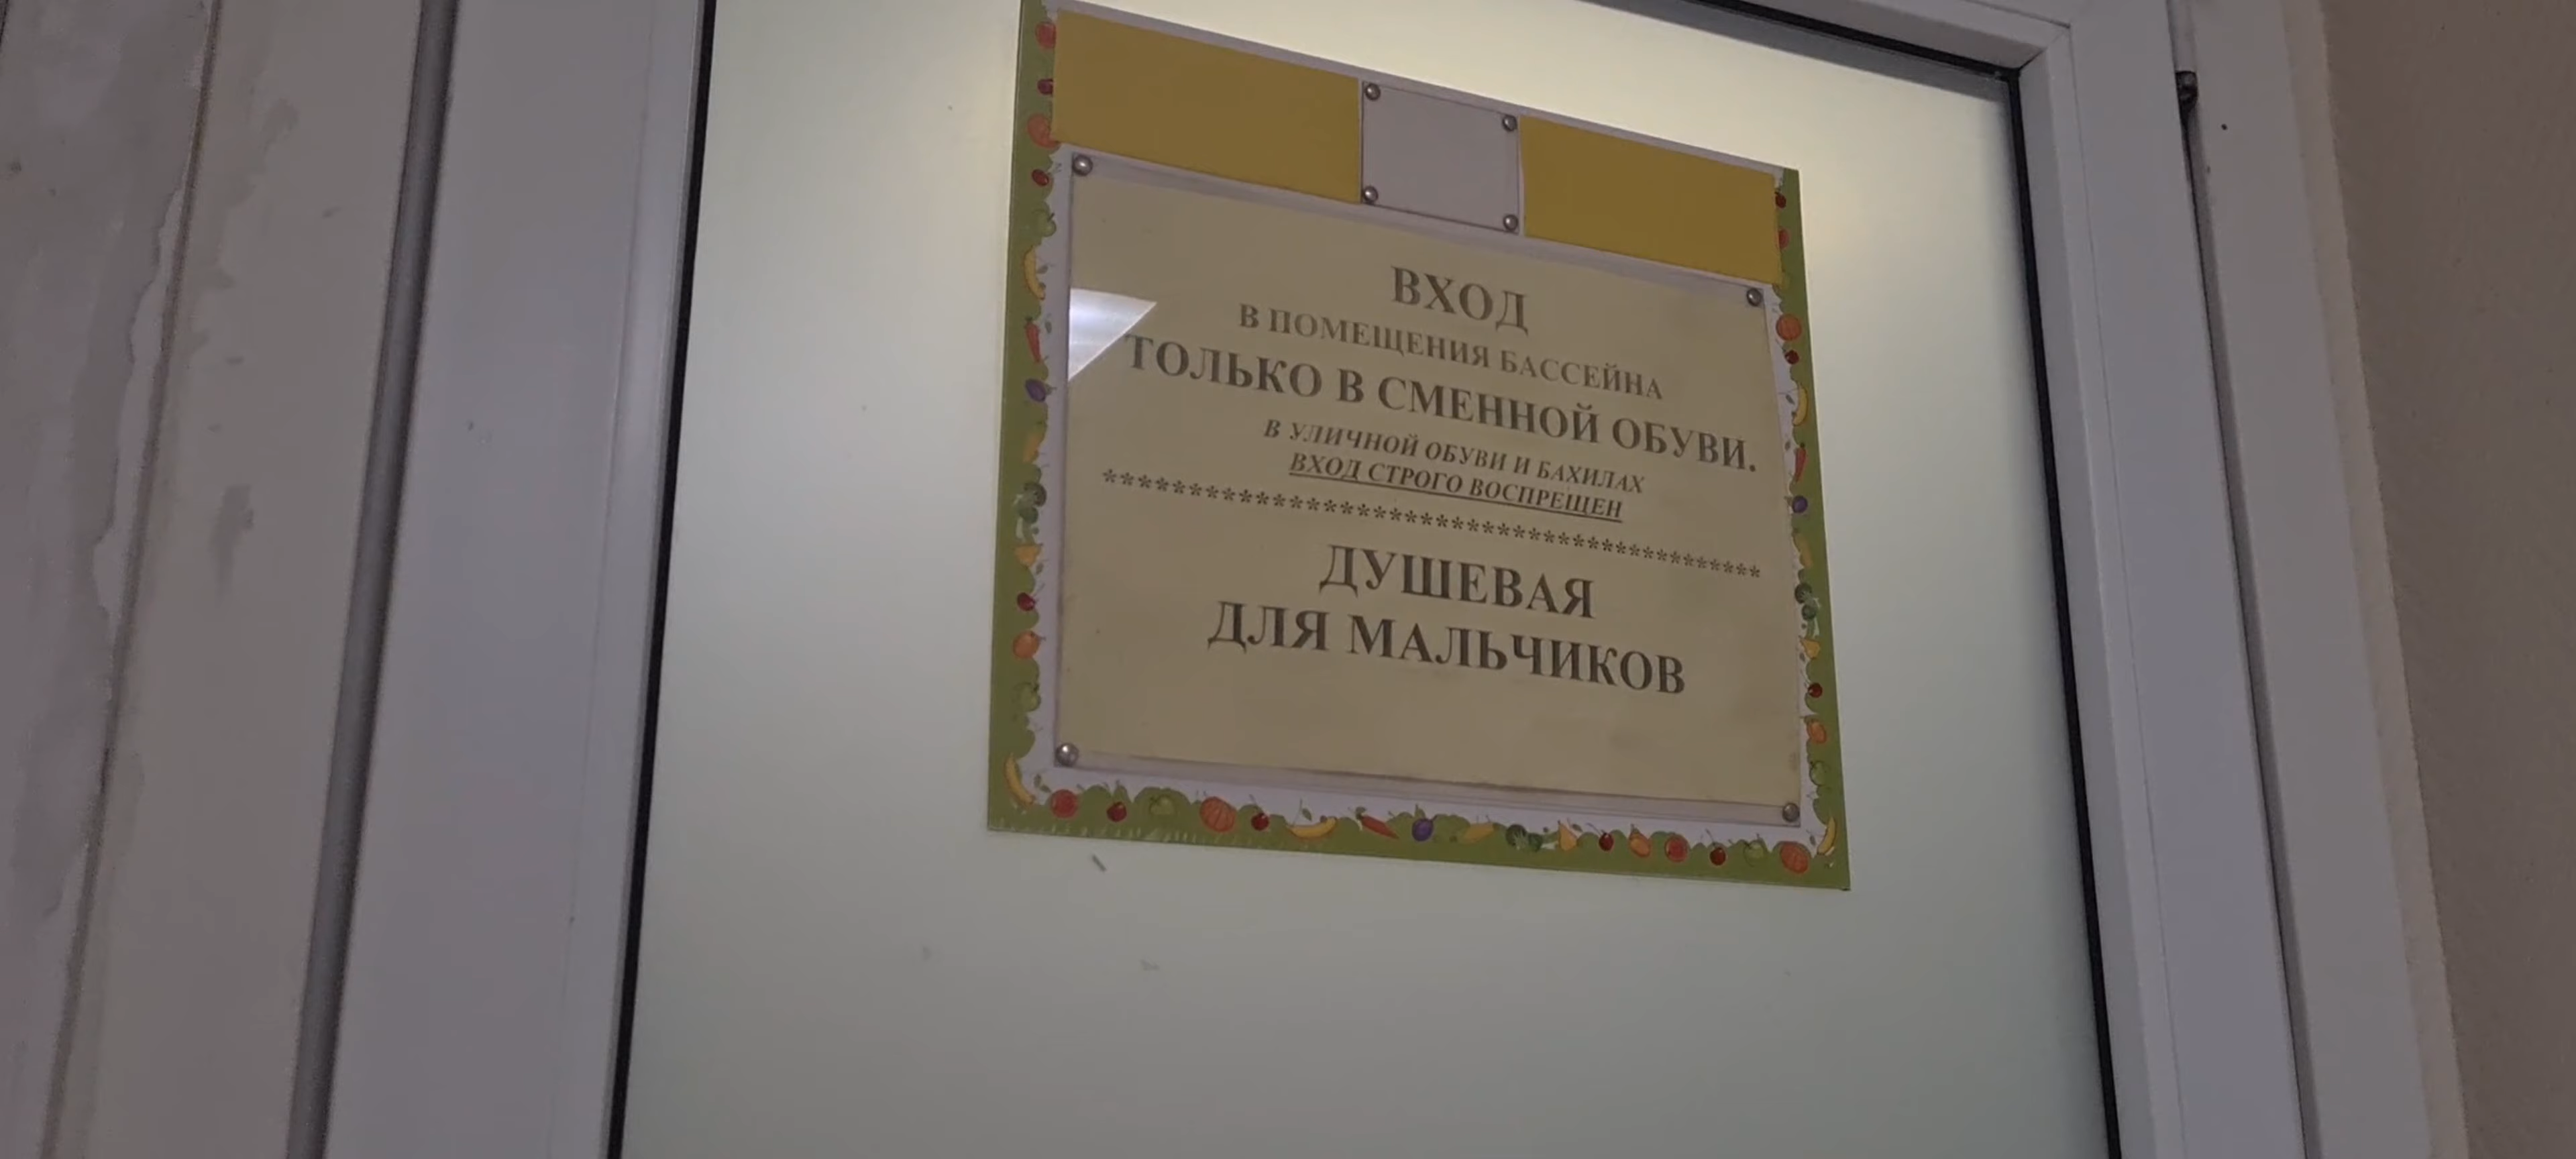 ВХОД
В ПОМЕЩЕНИЯ БАССЕЙНА
ТОЛЬКО В СМЕННОЙ ОБУВИ.
В УЛИЧНОЙ ОБУВИ И БАХИЛАХ
ВХОД СТРОГО ВОСПРЕЩЕН
*********************************************
ДУШЕВАЯ
ДЛЯ МАЛЬЧИКОВ